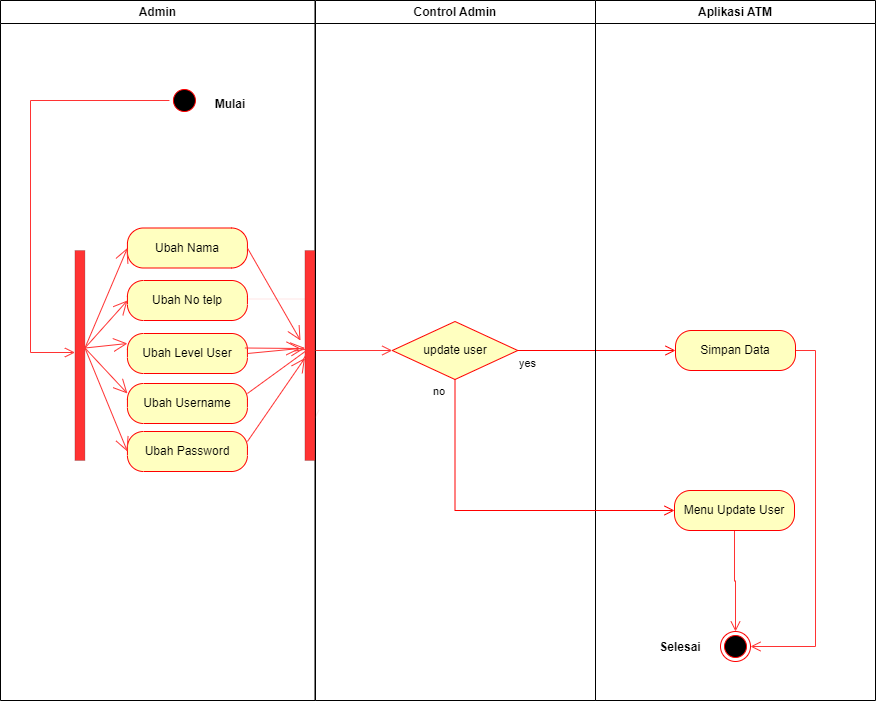 Admin
Control Admin
Aplikasi ATM
Mulai
Ubah Nama
Ubah No telp
Ubah Level User
Ubah Username
Ubah Password
update user
yes
no
Simpan Data
Menu Update User
Selesai